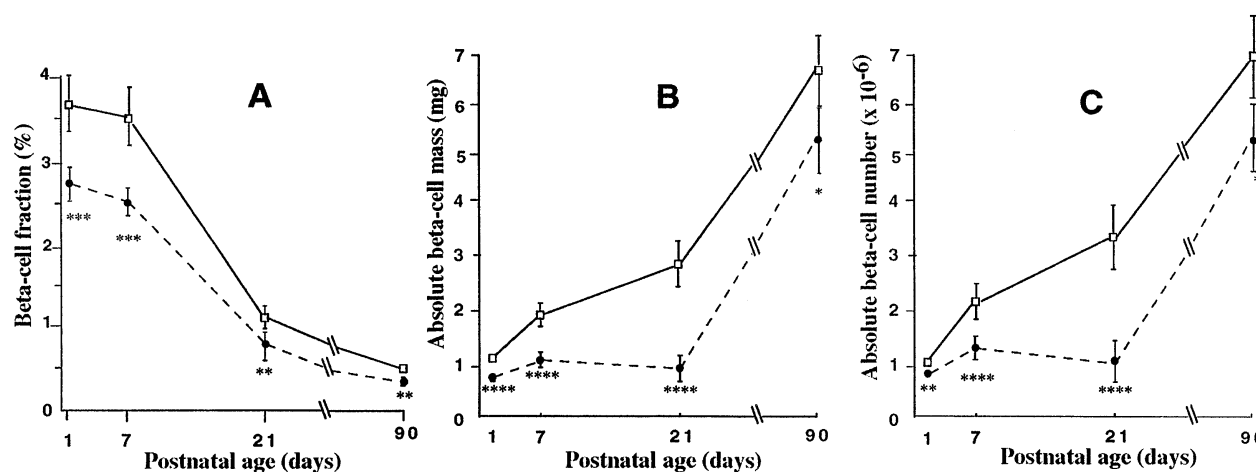 A
Beta-cell fraction (%)
4
3
2
1
0
***
***
**
**
1 7 21 90
Postnatal age (days)
B
Absolute beta-cell mass (mg)
7
6
5
4
3
2
1
0
****
****
****
*
1 7 21 90
Postnatal age (days)
C
Absolute beta-cell number (x 10-6)
7
6
5
4
3
2
1
0
**
****
****
*
1 7 21 90
Postnatal age (days)